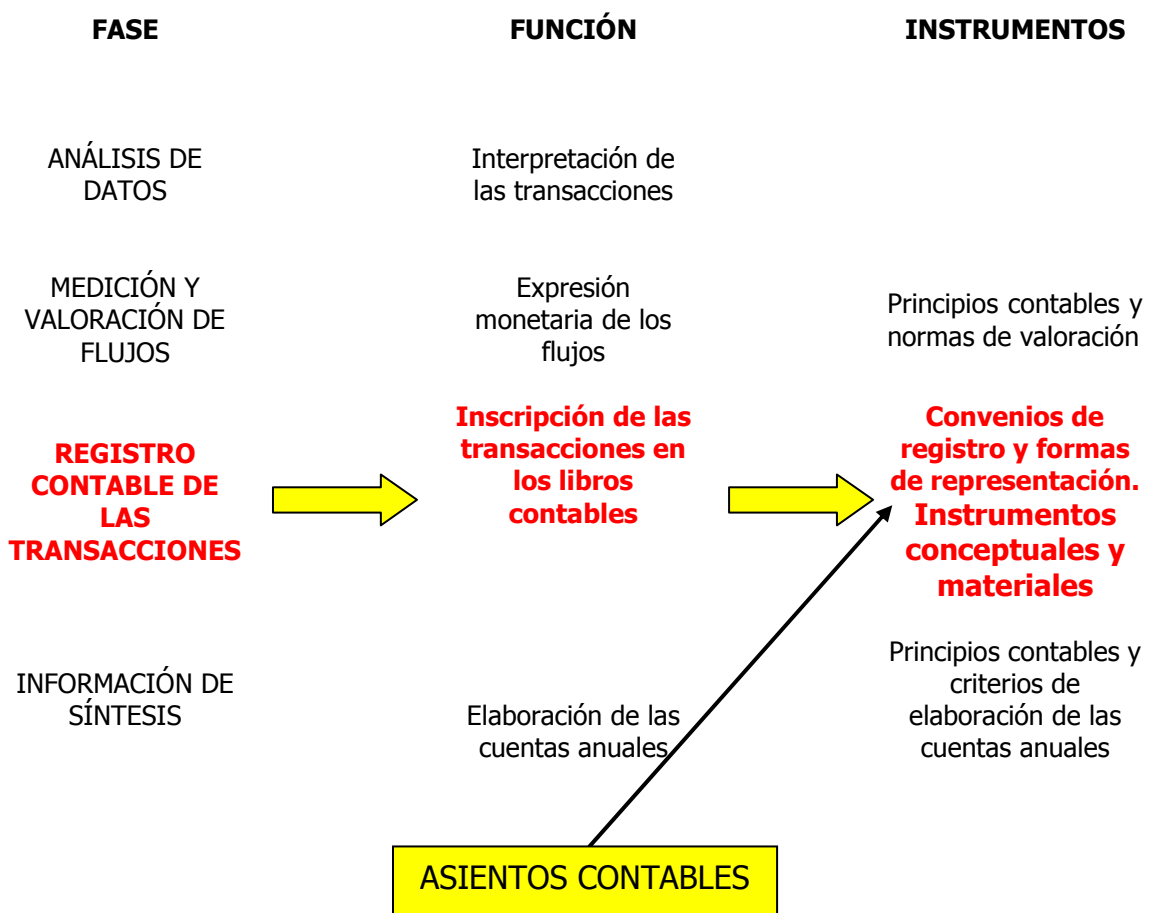 FASE FUNCIÓN INSTRUMENTOS
ANÁLISIS DE
DATOS
Interpretación de
las transacciones
MEDICIÓN Y
VALORACIÓN DE
FLUJOS
Expresión
monetaria de los
flujos
Principios contables y
normas de valoración
REGISTRO
CONTABLE DE
LAS
TRANSACCIONES
Inscripción de las
transacciones en
los libros
contables
Convenios de
registro y formas
de representación.
Instrumentos
conceptuales y
materiales
INFORMACIÓN DE
SÍNTESIS
Elaboración de las
cuentas anuales
Principios contables y
criterios de
elaboración de las
cuentas anuales
ASIENTOS CONTABLES